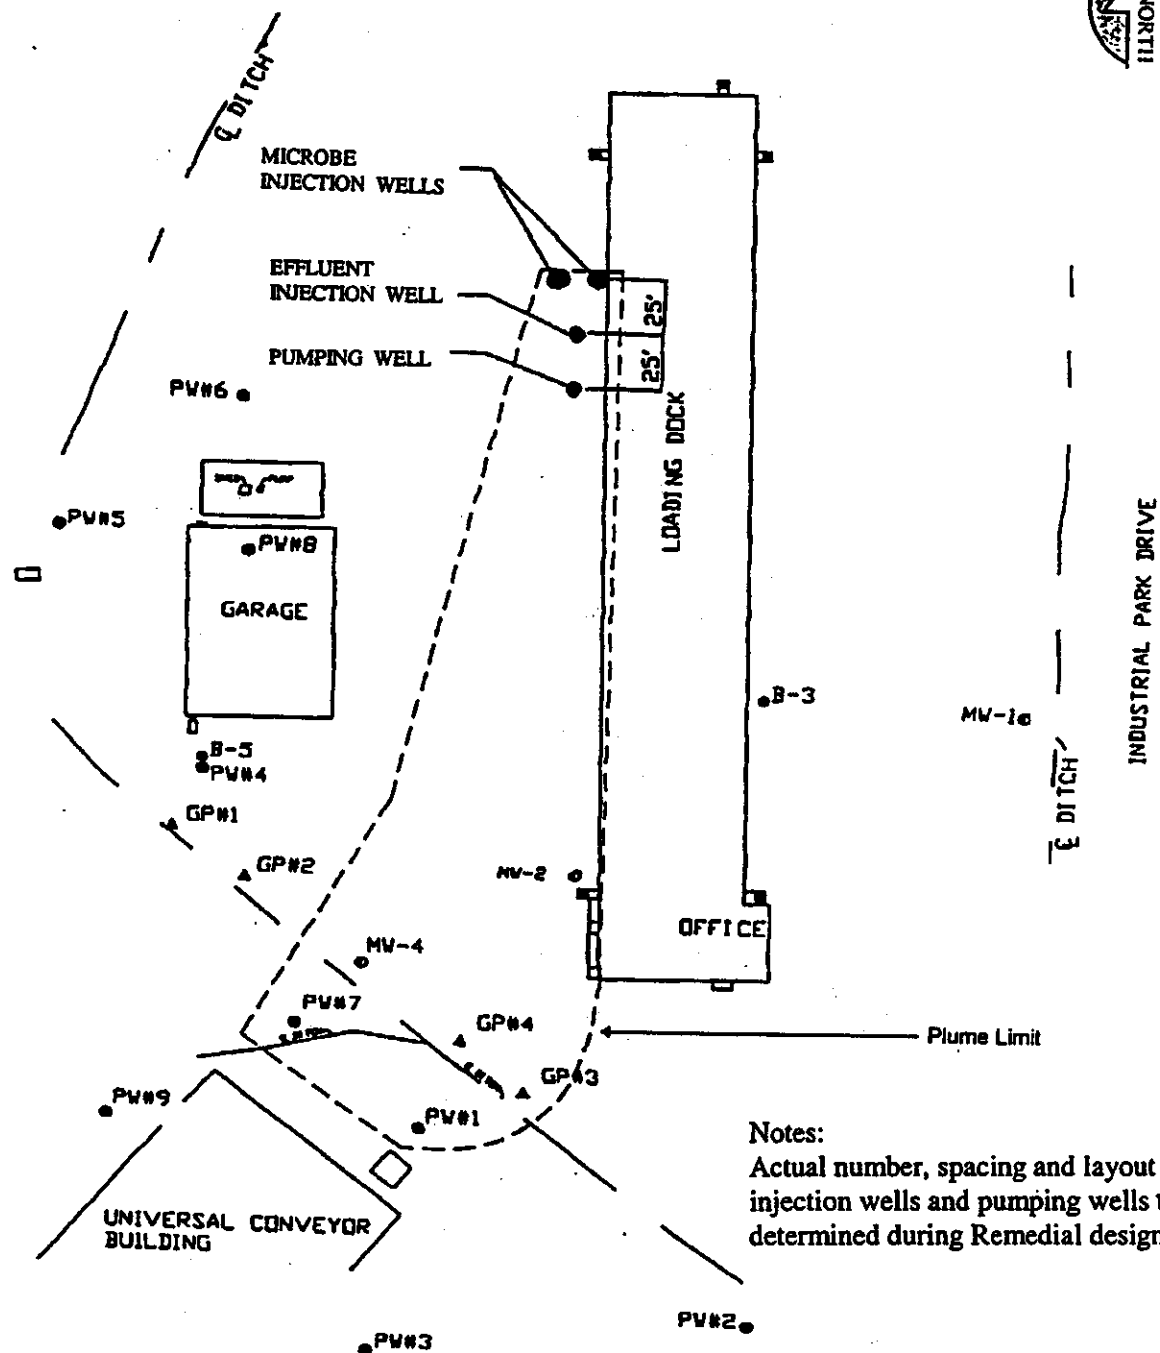 NORTH
℄ DITCH
MICROBE
INJECTION WELLS
EFFLUENT
INJECTION WELL
PUMPING WELL
25'
25'
LOADING DOCK
PW#6
PW#5
PW#8
GARAGE
INDUSTRIAL PARK DRIVE
B-3
MW-1
℄ DITCH
B-5
PW#4
GP#1
GP#2
MW-2
OFFICE
MW-4
PW#7
GP#4
Plume Limit
GP#3
PW#9
PW#1
Notes:
Actual number, spacing and layout
injection wells and pumping wells
determined during Remedial design
UNIVERSAL CONVEYOR
BUILDING
PW#2
PW#3